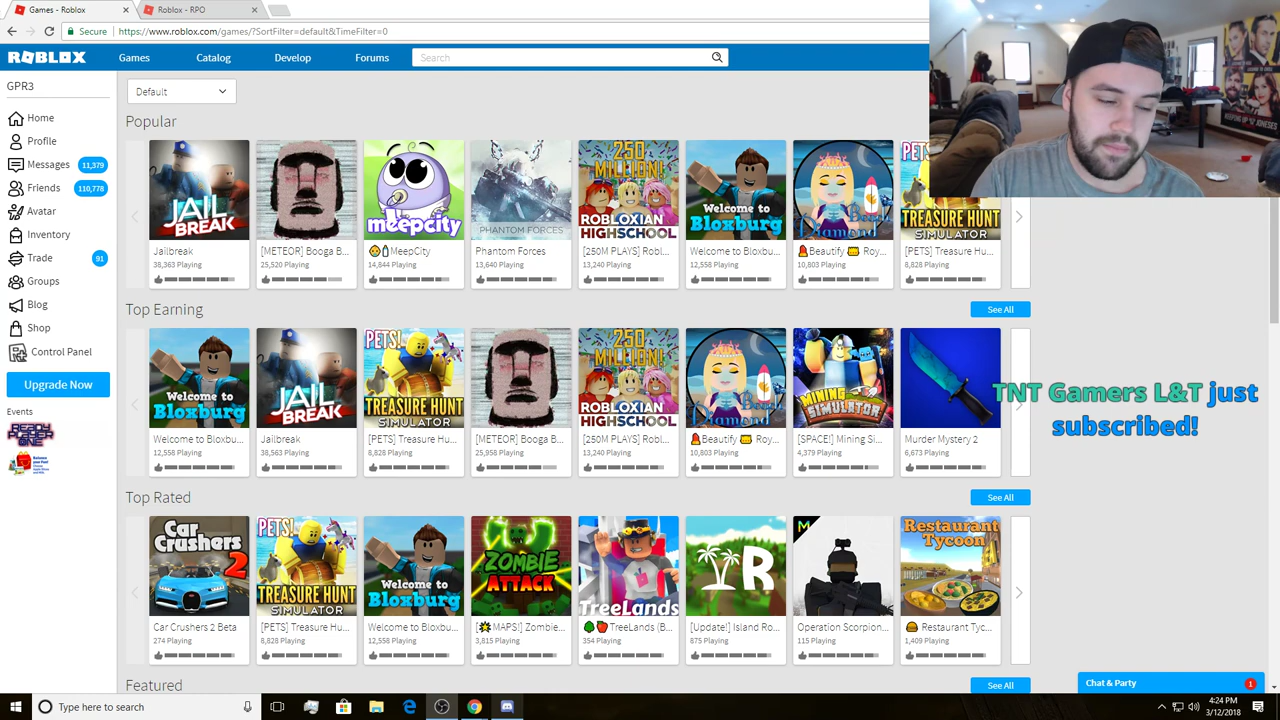 Games - Roblox
Roblox - RPO
Secure https://www.roblox.com/games/?SortFilter=default&TimeFilter=0
ROBLOX Games Catalog Develop Forums Search
GPR3
Home
Profile
Messages 11,379
Friends 110,778
Avatar
Inventory
Trade 91
Groups
Blog
Shop
Control Panel
Upgrade Now
Events
READY PLAYER ONE
Default
Popular
JAIL BREAK
meepcity
PHANTOM FORCES
250 MILLION! ROBLOXIAN HIGHSCHOOL
Welcome to Bloxburg
Diamond
PETS! TREASURE HUNT SIMULATOR
Jailbreak
38,363 Playing
[METEOR] Booga B...
25,520 Playing
MeepCity
14,844 Playing
Phantom Forces
13,640 Playing
[250M PLAYS] Robl...
13,240 Playing
Welcome to Bloxbu...
12,558 Playing
Beautify Roy...
10,803 Playing
[PETS] Treasure Hu...
8,828 Playing
Top Earning
See All
Welcome to Bloxburg
JAIL BREAK
PETS! TREASURE HUNT SIMULATOR
250 MILLION! ROBLOXIAN HIGHSCHOOL
Diamond
MINING SIMULATOR
Welcome to Bloxbu...
12,558 Playing
Jailbreak
38,563 Playing
[PETS] Treasure Hu...
8,828 Playing
[METEOR] Booga B...
25,958 Playing
[250M PLAYS] Robl...
13,240 Playing
Beautify Roy...
10,803 Playing
[SPACE!] Mining Si...
4,379 Playing
Murder Mystery 2
6,673 Playing
TNT Gamers L&T just
subscribed!
Top Rated
See All
Car Crushers 2
PETS! TREASURE HUNT SIMULATOR
Welcome to Bloxburg
ZOMBIE ATTACK
TreeLands
R
M
Restaurant Tycoon
Car Crushers 2 Beta
274 Playing
[PETS] Treasure Hu...
8,828 Playing
Welcome to Bloxbu...
12,558 Playing
[MAPS!] Zombie...
3,815 Playing
TreeLands (B...
354 Playing
[Update!] Island Ro...
875 Playing
Operation Scorpion...
115 Playing
Restaurant Tyc...
1,409 Playing
Featured
See All
Chat & Party 1
Type here to search
4:24 PM
3/12/2018